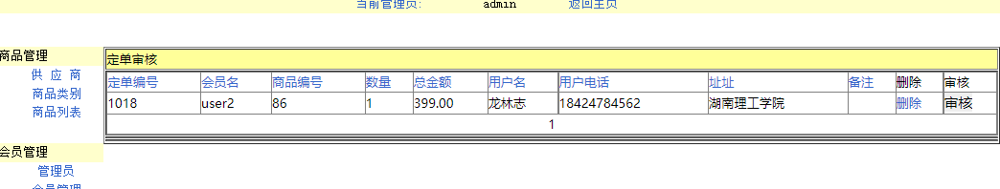 当前管理员: admin 返回主页
商品管理
供 应 商
商品类别
商品列表
会员管理
管理员
会员管理
定单审核
定单编号 会员名 商品编号 数量 总金额 用户名 用户电话 址址 备注 删除 审核
1018 user2 86 1 399.00 龙林志 18424784562 湖南理工学院 删除 审核
1